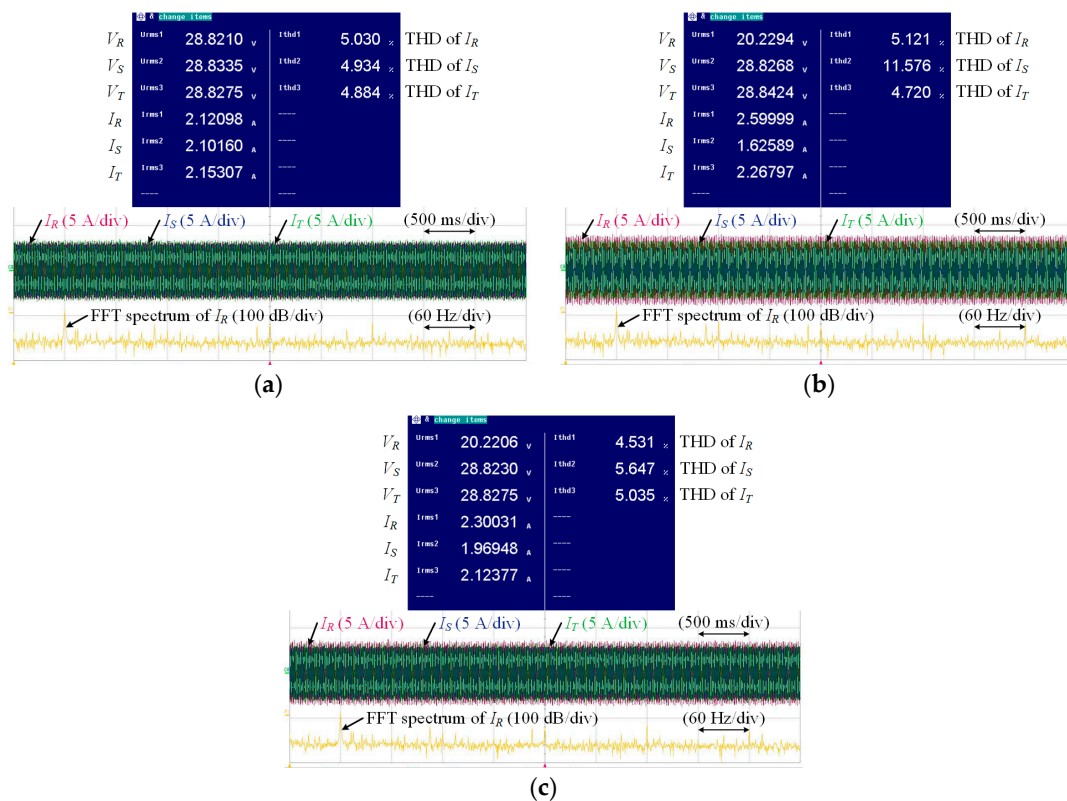 & change items
V_R Urms1 28.8210 V Ithd1 5.030 % THD of I_R
V_S Urms2 28.8335 V Ithd2 4.934 % THD of I_S
V_T Urms3 28.8275 V Ithd3 4.884 % THD of I_T
I_R Irms1 2.12098 A ----
I_S Irms2 2.10160 A ----
I_T Irms3 2.15307 A ----
---- ----
I_R (5 A/div) I_S (5 A/div) I_T (5 A/div) (500 ms/div)
FFT spectrum of I_R (100 dB/div) (60 Hz/div)
(a)
& change items
V_R Urms1 20.2294 V Ithd1 5.121 % THD of I_R
V_S Urms2 28.8268 V Ithd2 11.576 % THD of I_S
V_T Urms3 28.8424 V Ithd3 4.720 % THD of I_T
I_R Irms1 2.59999 A ----
I_S Irms2 1.62589 A ----
I_T Irms3 2.26797 A ----
---- ----
I_R (5 A/div) I_S (5 A/div) I_T (5 A/div) (500 ms/div)
FFT spectrum of I_R (100 dB/div) (60 Hz/div)
(b)
& change items
V_R Urms1 20.2206 V Ithd1 4.531 % THD of I_R
V_S Urms2 28.8230 V Ithd2 5.647 % THD of I_S
V_T Urms3 28.8275 V Ithd3 5.035 % THD of I_T
I_R Irms1 2.30031 A ----
I_S Irms2 1.96948 A ----
I_T Irms3 2.12377 A ----
---- ----
I_R (5 A/div) I_S (5 A/div) I_T (5 A/div) (500 ms/div)
FFT spectrum of I_R (100 dB/div) (60 Hz/div)
(c)